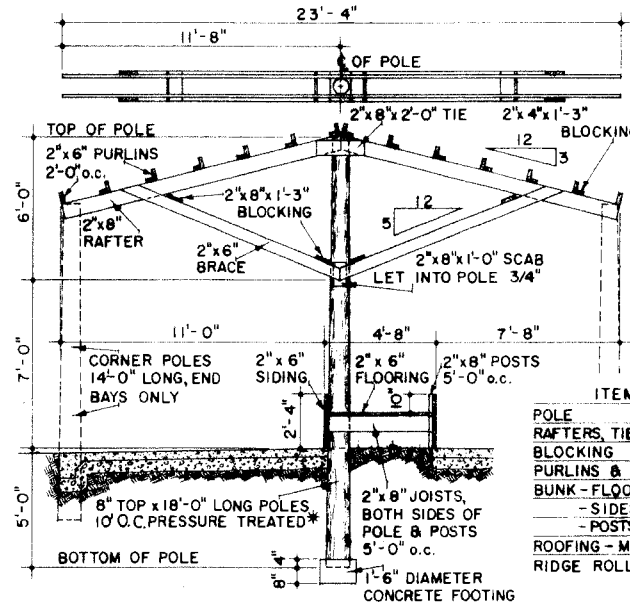 23'-4"
11'-8"
℄ OF POLE
2"x8"x2'-0" TIE
2"x4"x1'-3"
BLOCKING
TOP OF POLE
2"x6" PURLINS
2'-0" o.c.
12
3
2"x8"x1'-3"
BLOCKING
12
5
2"x8"
RAFTER
2"x6"
BRACE
2"x8"x1'-0" SCAB
LET INTO POLE 3/4"
6'-0"
11'-0"
4'-8"
7'-8"
CORNER POLES
14'-0" LONG, END
BAYS ONLY
2"x6"
SIDING
2"x6"
FLOORING
2"x8" POSTS
5'-0" o.c.
7'-0"
2'-4"
10"
5'-0"
8" TOP x 18'-0" LONG POLES
10' O.C. PRESSURE TREATED*
2"x8" JOISTS,
BOTH SIDES OF
POLE & POSTS
5'-0" o.c.
BOTTOM OF POLE
4"
8"
1'-6" DIAMETER
CONCRETE FOOTING
ITEM
POLE
RAFTERS, TIE
BLOCKING
PURLINS &
BUNK-FLOO
-SIDE
-POSTS
ROOFING-M
RIDGE ROLL